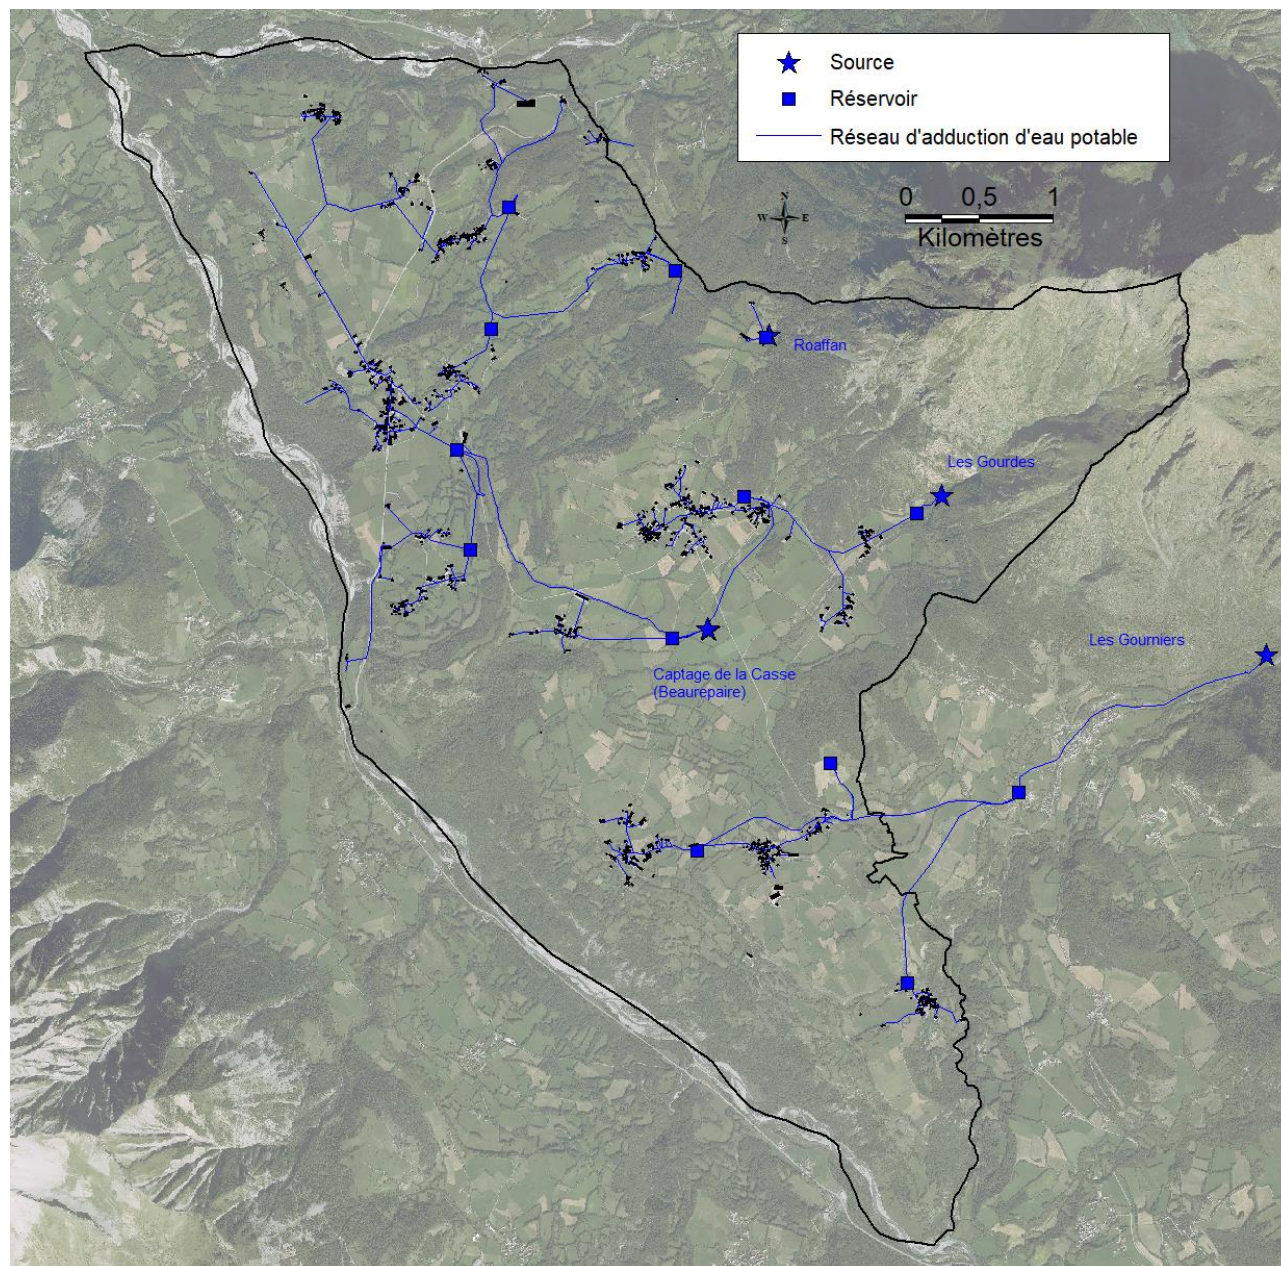 Source
Réservoir
Réseau d'adduction d'eau potable
0 0,5 1
Kilomètres
N
W E
S
Roaffan
Les Gourdes
Les Gourniers
Captage de la Casse
(Beaurepaire)